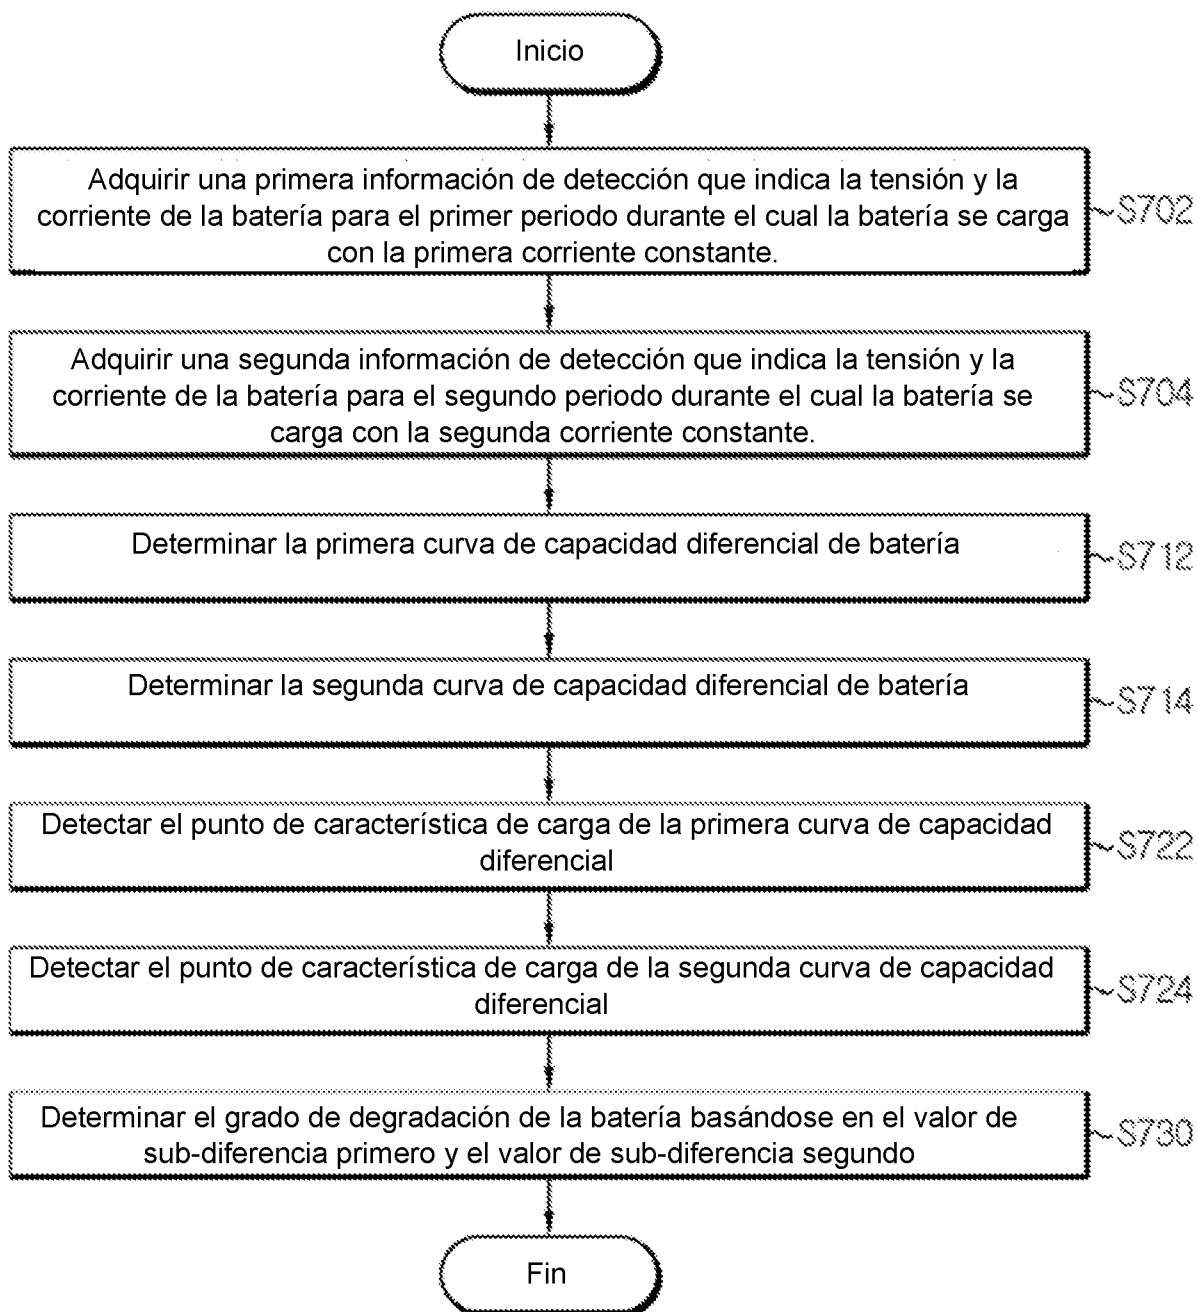 Inicio
Adquirir una primera información de detección que indica la tensión y la
corriente de la batería para el primer periodo durante el cual la batería se carga
con la primera corriente constante.
S702
Adquirir una segunda información de detección que indica la tensión y la
corriente de la batería para el segundo periodo durante el cual la batería se
carga con la segunda corriente constante.
S704
Determinar la primera curva de capacidad diferencial de batería
S712
Determinar la segunda curva de capacidad diferencial de batería
S714
Detectar el punto de característica de carga de la primera curva de capacidad
diferencial
S722
Detectar el punto de característica de carga de la segunda curva de capacidad
diferencial
S724
Determinar el grado de degradación de la batería basándose en el valor de
sub-diferencia primero y el valor de sub-diferencia segundo
S730
Fin